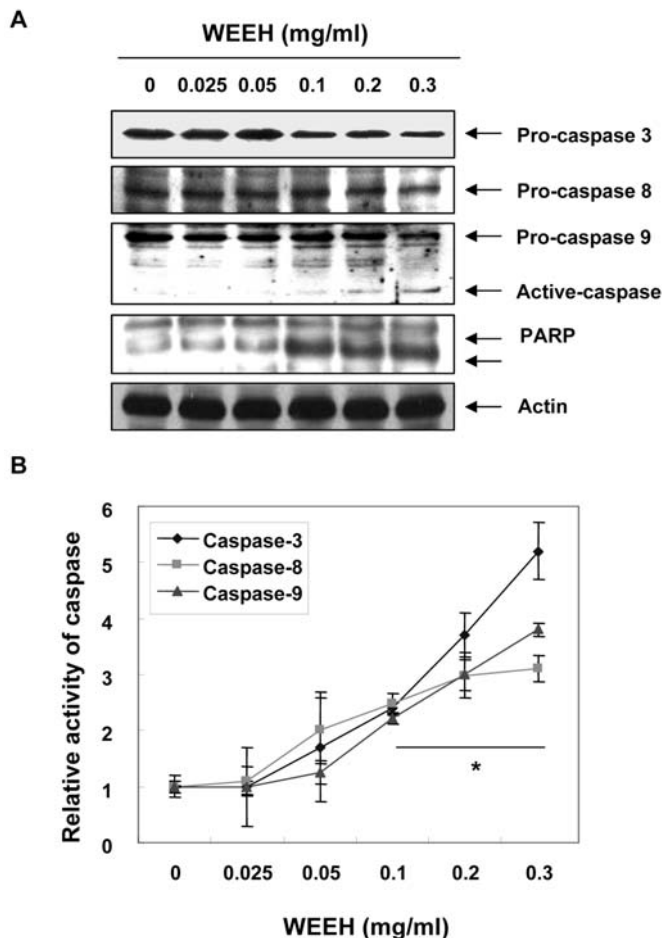 A
WEEH (mg/ml)
0 0.025 0.05 0.1 0.2 0.3
Pro-caspase 3
Pro-caspase 8
Pro-caspase 9
Active-caspase
PARP
Actin
B
Relative activity of caspase
6
5
4
3
2
1
0
Caspase-3
Caspase-8
Caspase-9
*
0 0.025 0.05 0.1 0.2 0.3
WEEH (mg/ml)